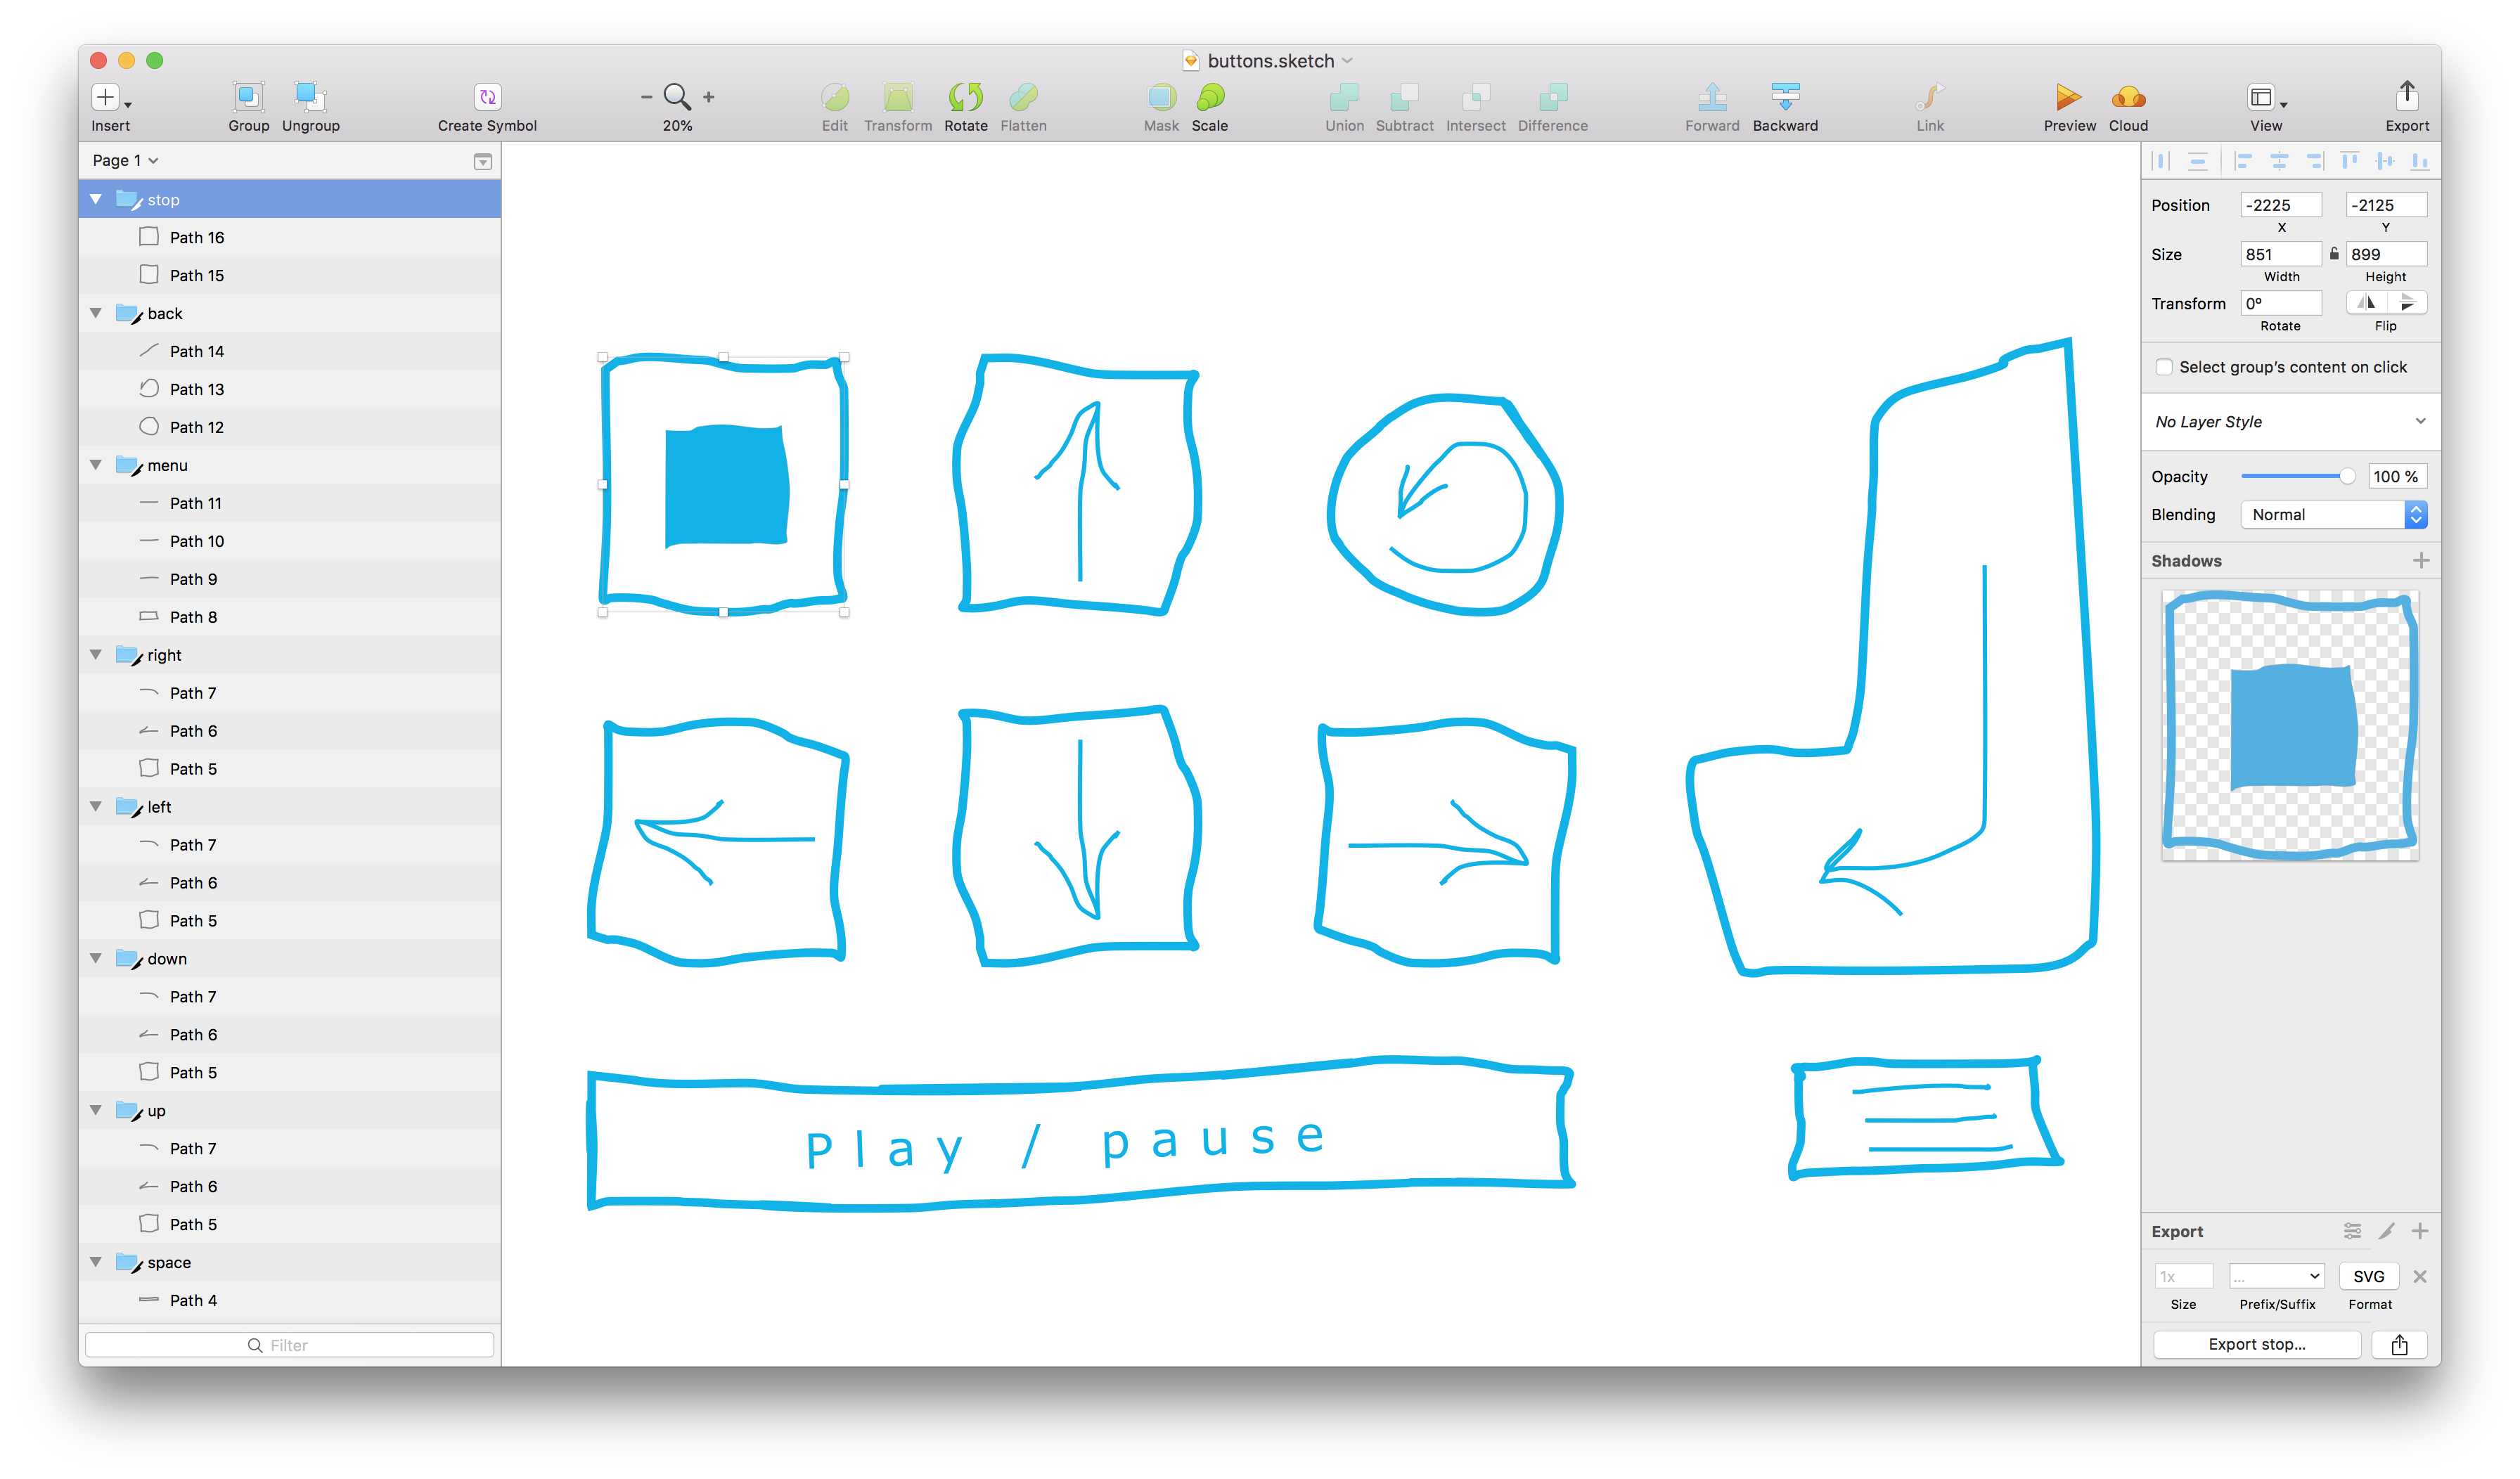 buttons.sketch
Insert Group Ungroup Create Symbol 20% Edit Transform Rotate Flatten Mask Scale Union Subtract Intersect Difference Forward Backward Link Preview Cloud View Export
Page 1
stop
Path 16
Path 15
back
Path 14
Path 13
Path 12
menu
Path 11
Path 10
Path 9
Path 8
right
Path 7
Path 6
Path 5
left
Path 7
Path 6
Path 5
down
Path 7
Path 6
Path 5
up
Path 7
Path 6
Path 5
space
Path 4
Filter
Play / pause
Position -2225 -2125
X Y
Size 851 899
Width Height
Transform 0º
Rotate Flip
Select group's content on click
No Layer Style
Opacity 100 %
Blending Normal
Shadows
Export
1x ... SVG
Size Prefix/Suffix Format
Export stop...